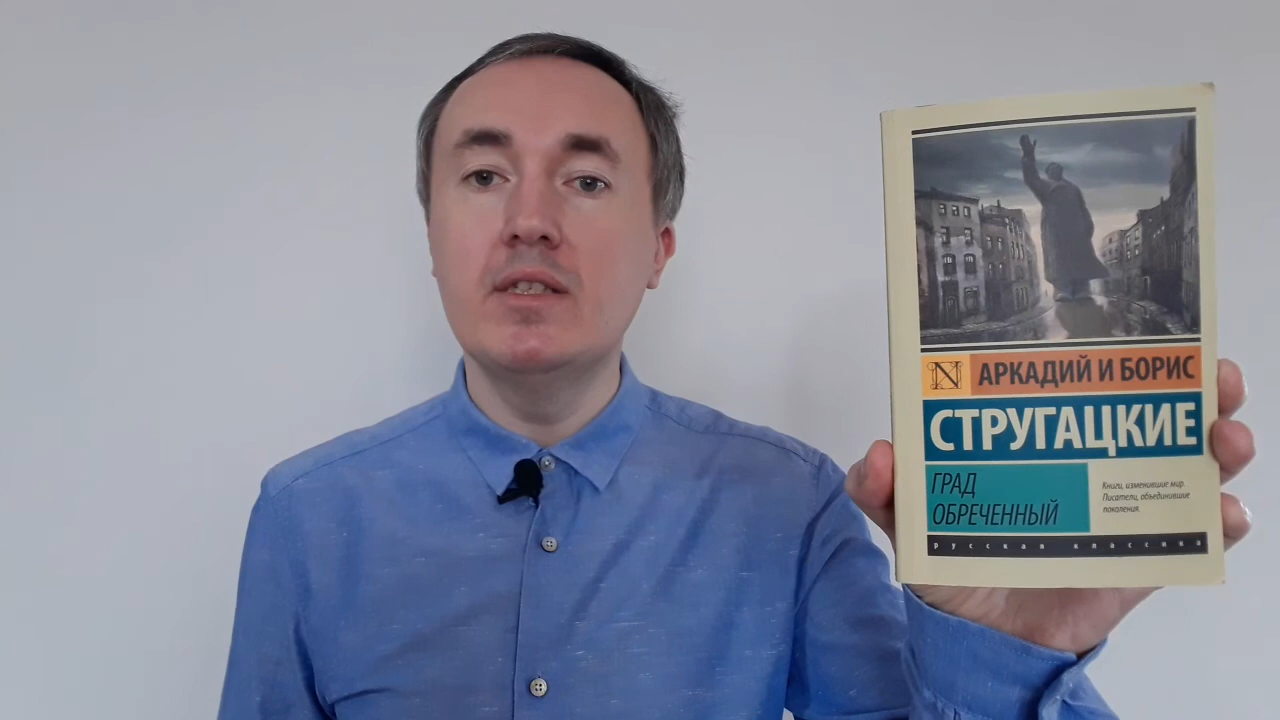 N АРКАДИЙ И БОРИС
СТРУГАЦКИЕ
ГРАД
ОБРЕЧЕННЫЙ
Книги, изменившие мир.
Писатели, объединившие
поколения.
русская классика